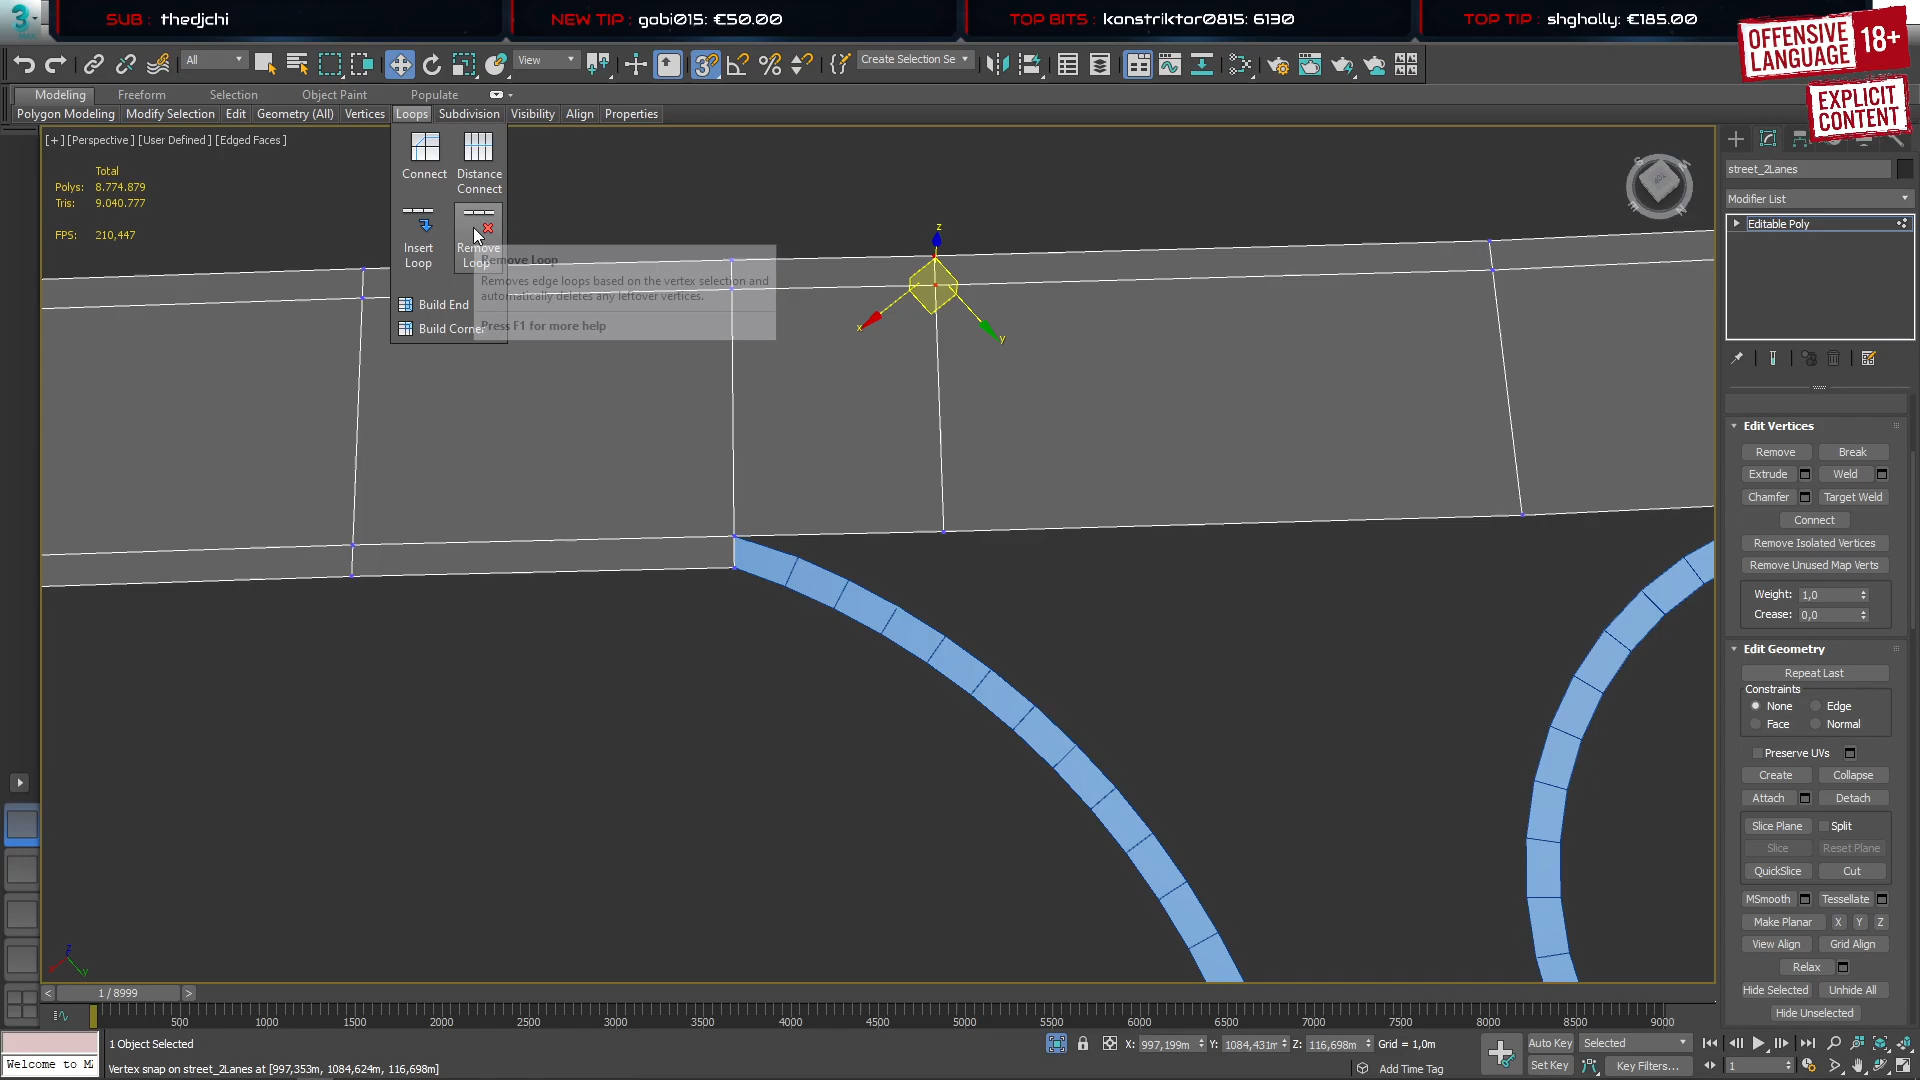 SUB : thedjchi
NEW TIP : gobi015: €50.00
TOP BITS : konstriktor0815: 6130
TOP TIP : shgholly: €185.00
OFFENSIVE LANGUAGE 18+
EXPLICIT CONTENT
All
View
Create Selection Se
Modeling Freeform Selection Object Paint Populate
Polygon Modeling Modify Selection Edit Geometry (All) Vertices Loops Subdivision Visibility Align Properties
[+] [Perspective ] [User Defined ] [Edged Faces ]
Total
Polys: 8.774.879
Tris: 9.040.777
FPS: 210,447
Connect
Distance Connect
Insert Loop
Remove Loop
Build End
Build Corner
Remove Loop
Removes edge loops based on the vertex selection and
automatically deletes any leftover vertices.
Press F1 for more help
z
x
y
street_2Lanes
Modifier List
Editable Poly
Edit Vertices
Remove Break
Extrude Weld
Chamfer Target Weld
Connect
Remove Isolated Vertices
Remove Unused Map Verts
Weight: 1,0
Crease: 0,0
Edit Geometry
Repeat Last
Constraints
None Edge
Face Normal
Preserve UVs
Create Collapse
Attach Detach
Slice Plane Split
Slice Reset Plane
QuickSlice Cut
MSmooth Tessellate
Make Planar X Y Z
View Align Grid Align
Relax
Hide Selected Unhide All
Hide Unselected
< 1 / 8999 >
500 1000 1500 2000 2500 3000 3500 4000 4500 5000 5500 6000 6500 7000 7500 8000 8500 9000
1 Object Selected
X: 997,199m Y: 1084,431m Z: 116,698m Grid = 1,0m
Auto Key Selected
Welcome to M
Vertex snap on street_2Lanes at [997,353m, 1084,624m, 116,698m]
Add Time Tag
Set Key Key Filters...
1